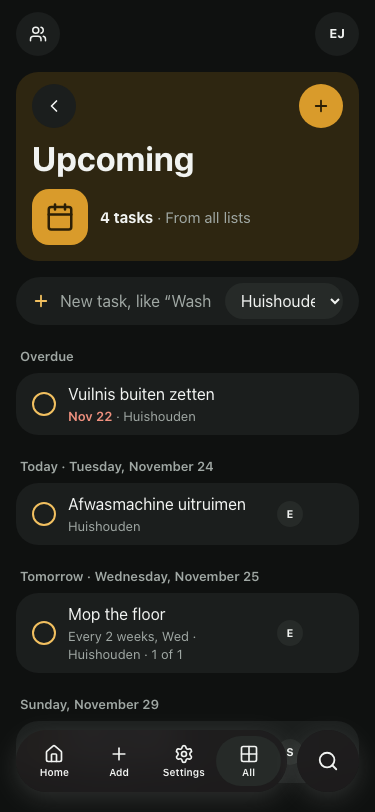 EJ
Upcoming
4 tasks · From all lists
New task, like “Wash
Huishoude
Overdue
Vuilnis buiten zetten
Nov 22 · Huishouden
Today · Tuesday, November 24
Afwasmachine uitruimen
E
Huishouden
Tomorrow · Wednesday, November 25
Mop the floor
E
Every 2 weeks, Wed ·
Huishouden · 1 of 1
Sunday, November 29
S
Home
Add
Settings
All